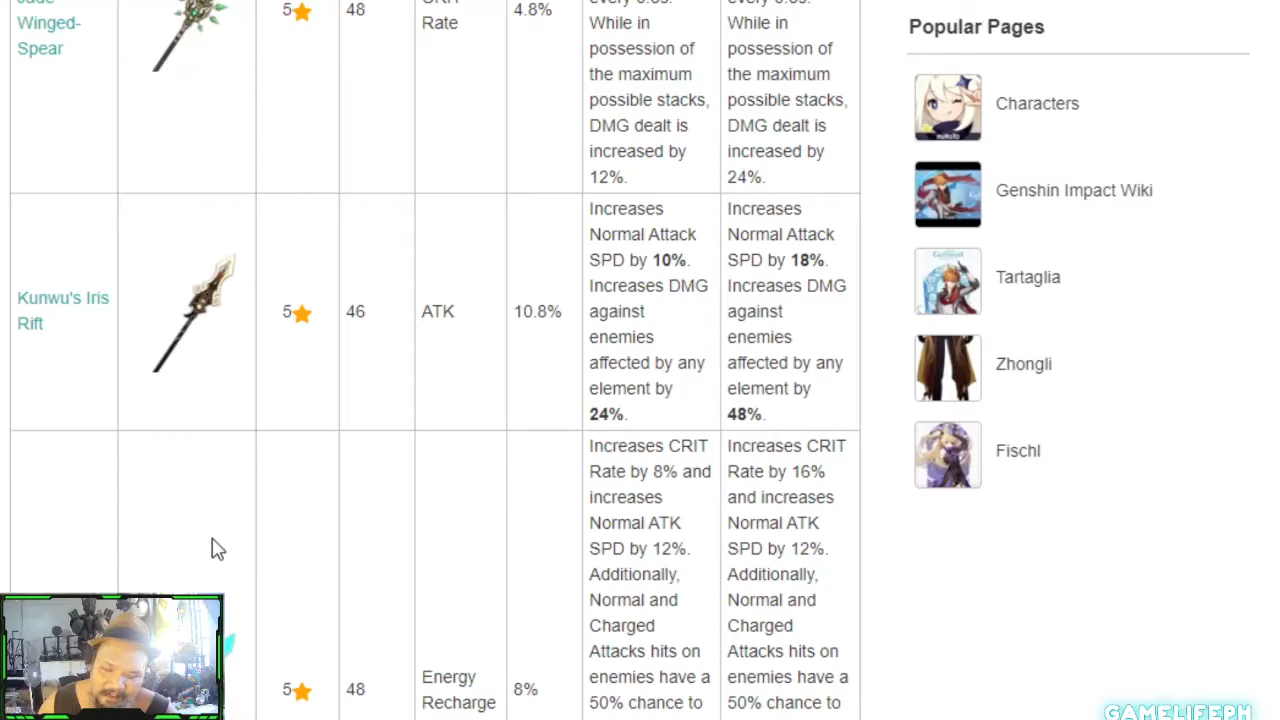 Winged-
Spear
5
48
Rate
4.8%
While in
possession of
the maximum
possible stacks,
DMG dealt is
increased by
12%.
While in
possession of
the maximum
possible stacks,
DMG dealt is
increased by
24%.
Kunwu's Iris
Rift
5
46
ATK
10.8%
Increases
Normal Attack
SPD by 10%.
Increases DMG
against
enemies
affected by any
element by
24%.
Increases
Normal Attack
SPD by 18%.
Increases DMG
against
enemies
affected by any
element by
48%.
5
48
Energy
Recharge
8%
Increases CRIT
Rate by 8% and
increases
Normal ATK
SPD by 12%.
Additionally,
Normal and
Charged
Attacks hits on
enemies have a
50% chance to
Increases CRIT
Rate by 16%
and increases
Normal ATK
SPD by 12%.
Additionally,
Normal and
Charged
Attacks hits on
enemies have a
50% chance to
Popular Pages
Characters
Genshin Impact Wiki
Tartaglia
Zhongli
Fischl
GAMELIFEPH